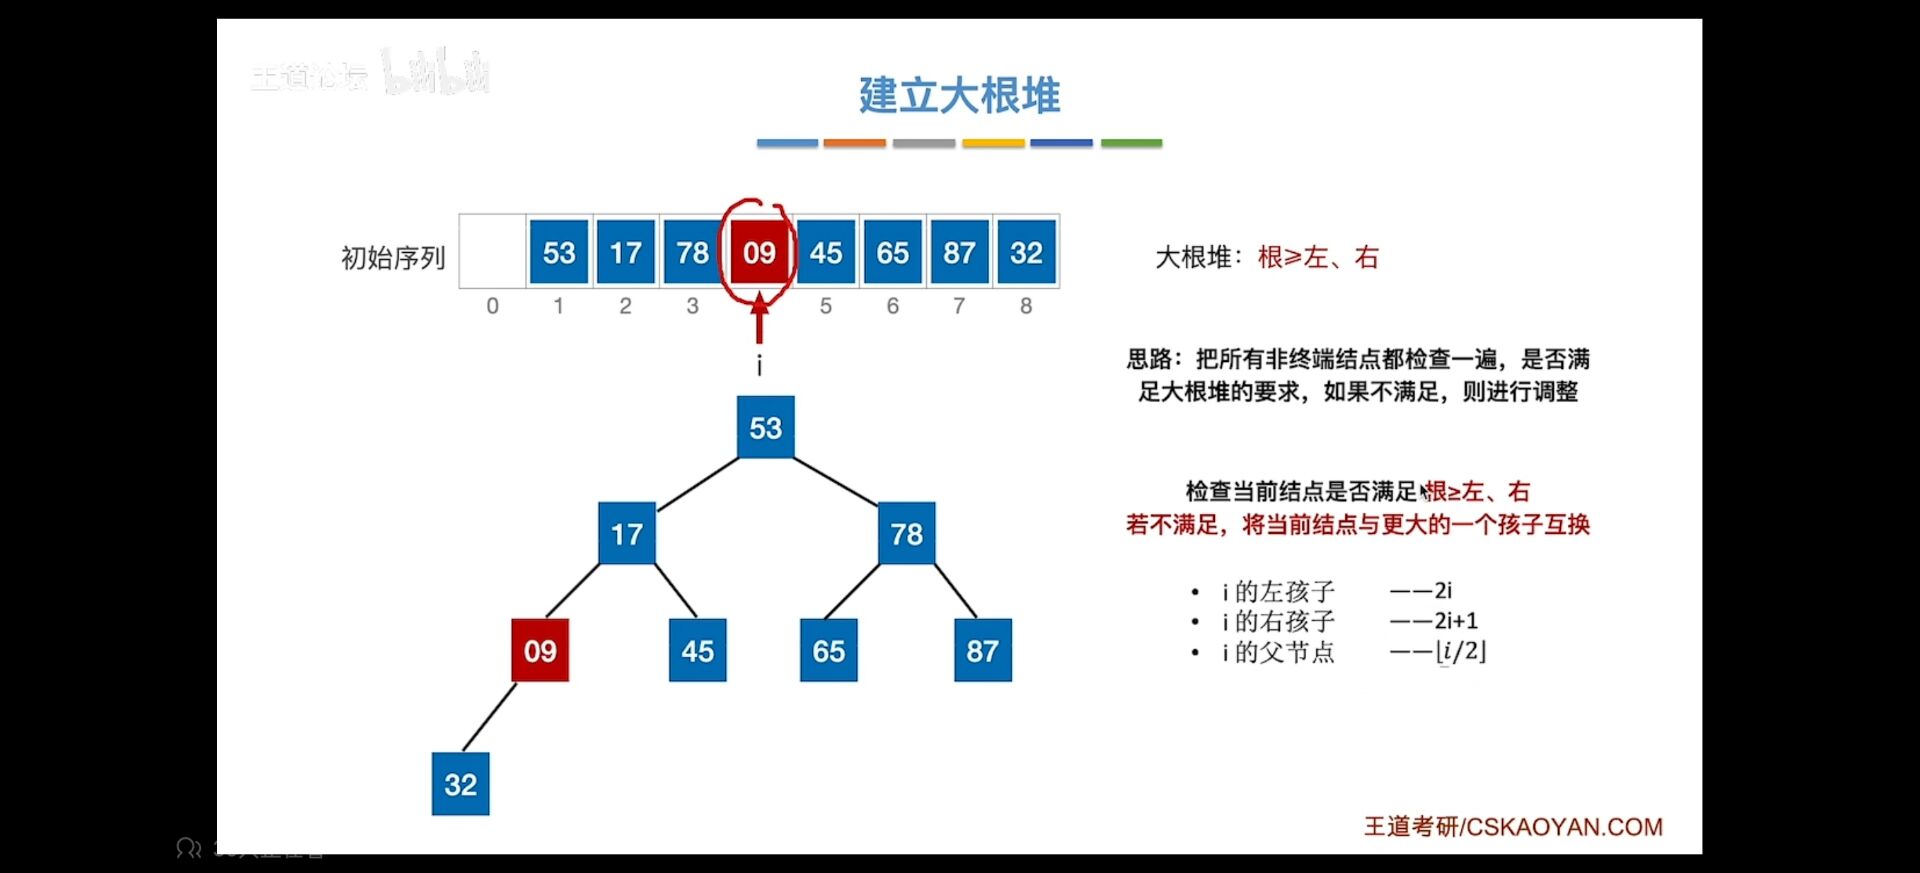 王道论坛 bilibili
建立大根堆
初始序列 53 17 78 09 45 65 87 32
0 1 2 3 5 6 7 8
i
大根堆：根≥左、右
思路：把所有非终端结点都检查一遍，是否满
足大根堆的要求，如果不满足，则进行调整
53
17 78
09 45 65 87
32
检查当前结点是否满足 根≥左、右
若不满足，将当前结点与更大的一个孩子互换
• i 的左孩子 ——2i
• i 的右孩子 ——2i+1
• i 的父节点 ——⌊i/2⌋
王道考研/CSKAOYAN.COM